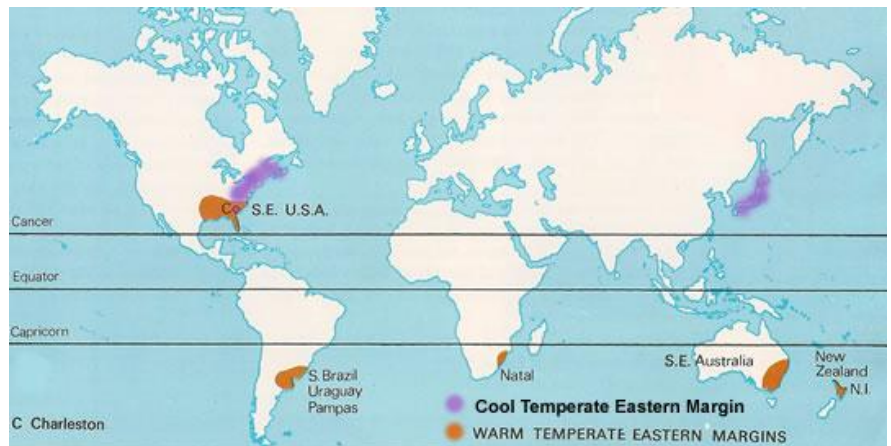 C
S.E. U.S.A.
Cancer
Equator
Capricorn
S.E. Australia
New
Zealand
N.I.
S. Brazil
Uraguay
Pampas
Natal
Cool Temperate Eastern Margin
C Charleston
WARM TEMPERATE EASTERN MARGINS